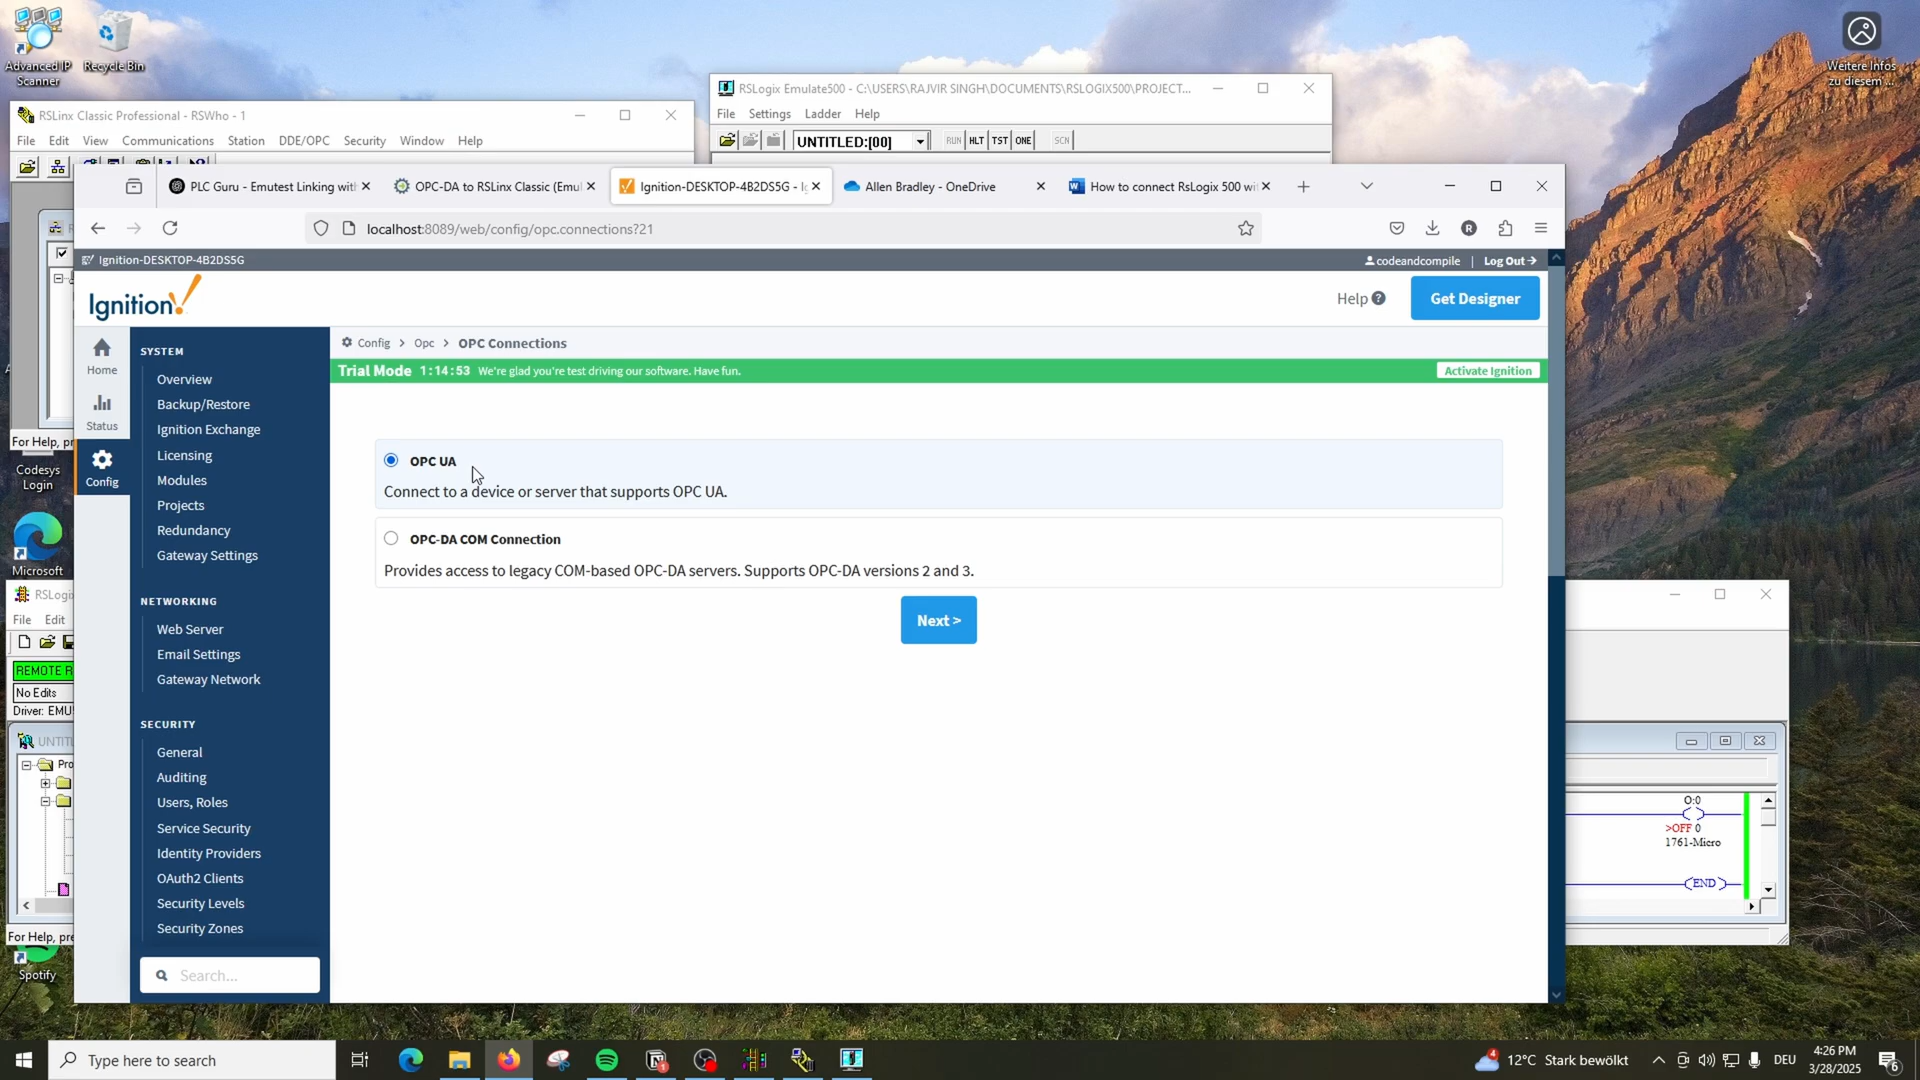 Advanced IP
Scanner
Recycle Bin
Weitere Infos
zu diesem ...
RSLinx Classic Professional - RSWho - 1
File Edit View Communications Station DDE/OPC Security Window Help
RSLogix Emulate500 - C:\USERS\RAJVIR SINGH\DOCUMENTS\RSLOGIX500\PROJECT...
File Settings Ladder Help
UNTITLED:[00] RUN HLT TST ONE SCN
PLC Guru - Emutest Linking with
OPC-DA to RSLinx Classic (Emul
Ignition-DESKTOP-4B2DS5G - Ig
Allen Bradley - OneDrive
How to connect RsLogix 500 wi
localhost:8089/web/config/opc.connections?21
R
Ignition-DESKTOP-4B2DS5G
codeandcompile | Log Out
Ignition!
Help ?
Get Designer
Home
Status
Config
SYSTEM
Overview
Backup/Restore
Ignition Exchange
Licensing
Modules
Projects
Redundancy
Gateway Settings
NETWORKING
Web Server
Email Settings
Gateway Network
SECURITY
General
Auditing
Users, Roles
Service Security
Identity Providers
OAuth2 Clients
Security Levels
Security Zones
Search...
Config > Opc > OPC Connections
Trial Mode 1:14:53 We're glad you're test driving our software. Have fun.
Activate Ignition
OPC UA
Connect to a device or server that supports OPC UA.
OPC-DA COM Connection
Provides access to legacy COM-based OPC-DA servers. Supports OPC-DA versions 2 and 3.
Next >
For Help, pr
Codesys
Login
Microsoft
RSLogi
File Edit
REMOTE R
No Edits
Driver: EMU
UNTIT
Pro
For Help, pre
Spotify
O:0
>OFF 0
1761-Micro
END
Type here to search
1
4
12°C Stark bewölkt
DEU
4:26 PM
3/28/2025
6